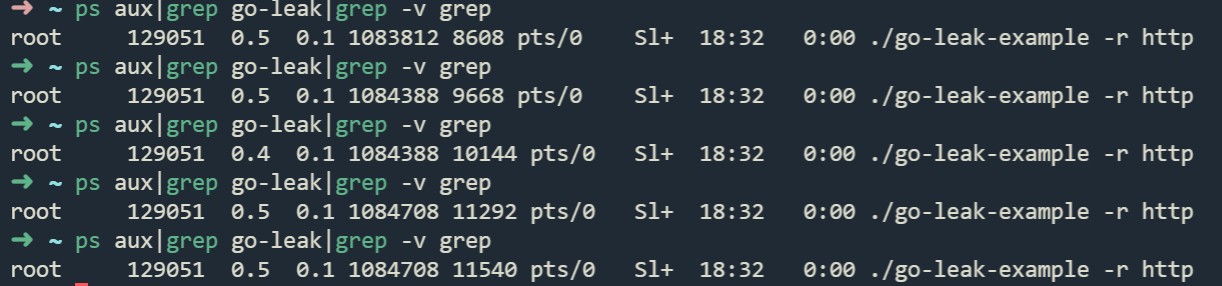 ➜ ~ ps aux|grep go-leak|grep -v grep
root 129051 0.5 0.1 1083812 8608 pts/0 Sl+ 18:32 0:00 ./go-leak-example -r http
➜ ~ ps aux|grep go-leak|grep -v grep
root 129051 0.5 0.1 1084388 9668 pts/0 Sl+ 18:32 0:00 ./go-leak-example -r http
➜ ~ ps aux|grep go-leak|grep -v grep
root 129051 0.4 0.1 1084388 10144 pts/0 Sl+ 18:32 0:00 ./go-leak-example -r http
➜ ~ ps aux|grep go-leak|grep -v grep
root 129051 0.5 0.1 1084708 11292 pts/0 Sl+ 18:32 0:00 ./go-leak-example -r http
➜ ~ ps aux|grep go-leak|grep -v grep
root 129051 0.5 0.1 1084708 11540 pts/0 Sl+ 18:32 0:00 ./go-leak-example -r http